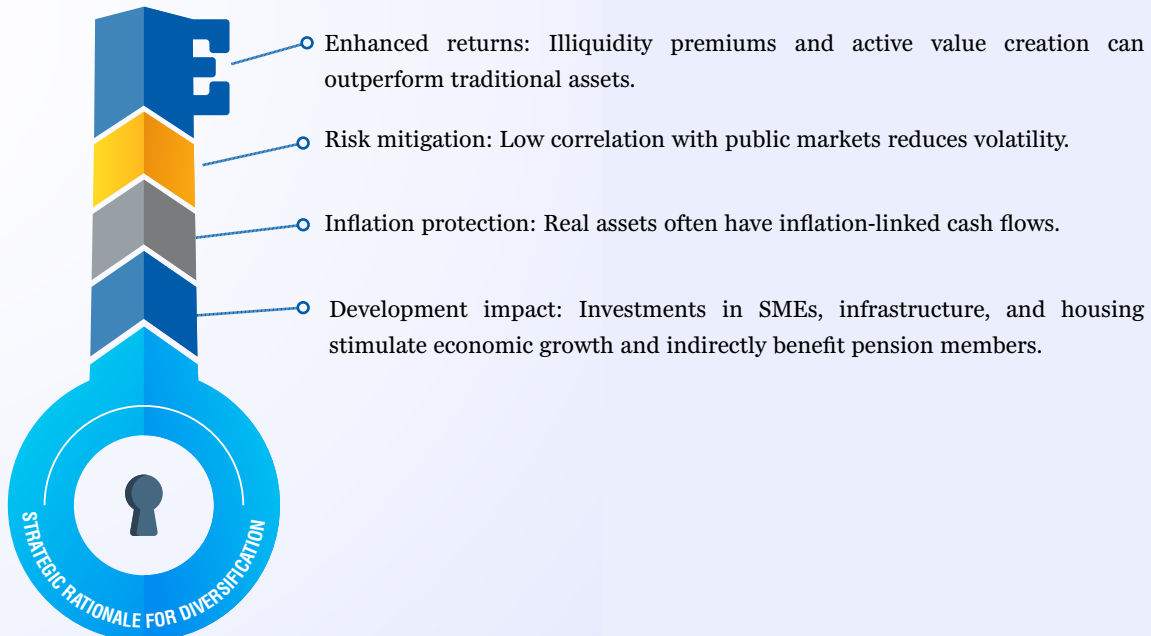 Enhanced returns: Illiquidity premiums and active value creation can
outperform traditional assets.
Risk mitigation: Low correlation with public markets reduces volatility.
Inflation protection: Real assets often have inflation-linked cash flows.
Development impact: Investments in SMEs, infrastructure, and housing
stimulate economic growth and indirectly benefit pension members.
STRATEGIC RATIONALE FOR DIVERSIFICATION